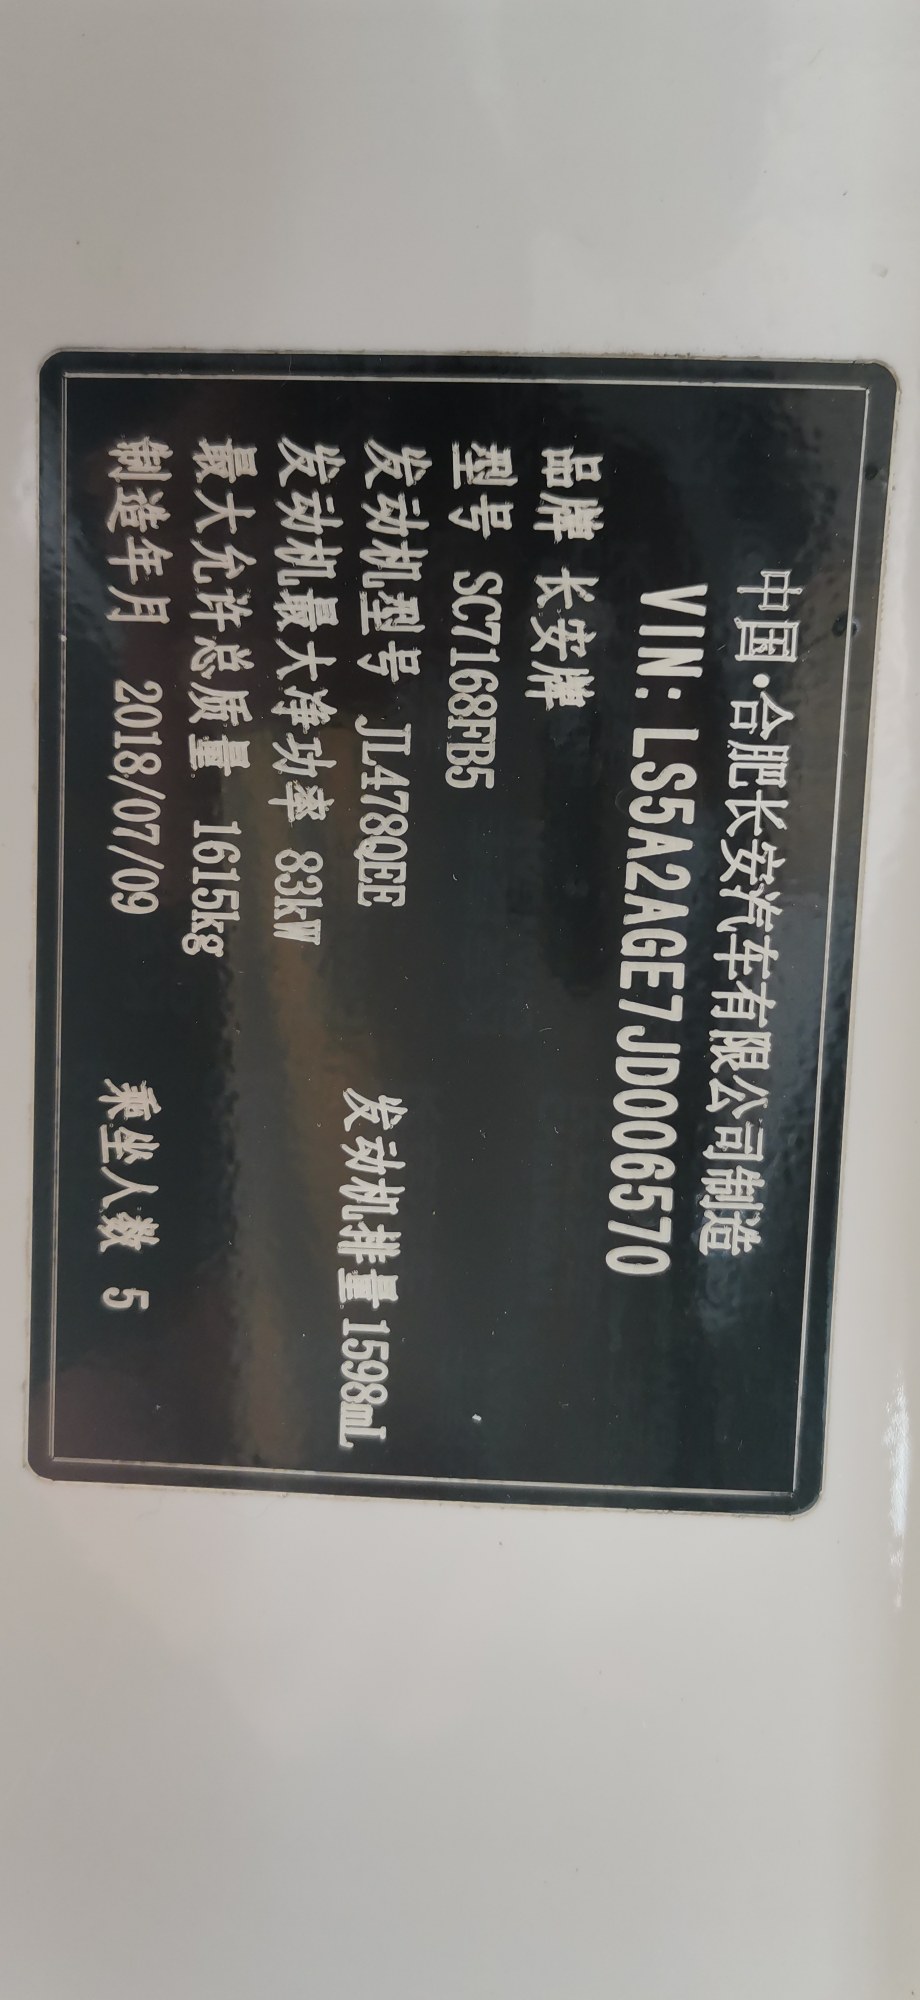 中国·合肥长安汽车有限公司制造
VIN: LS5A2AGE7JD006570
品牌 长安牌
型号 SC7168FB5
发动机型号 JL478QEE 发动机排量 1598mL
发动机最大净功率 83kW
最大允许总质量 1615kg
制造年月 2018/07/09 乘坐人数 5